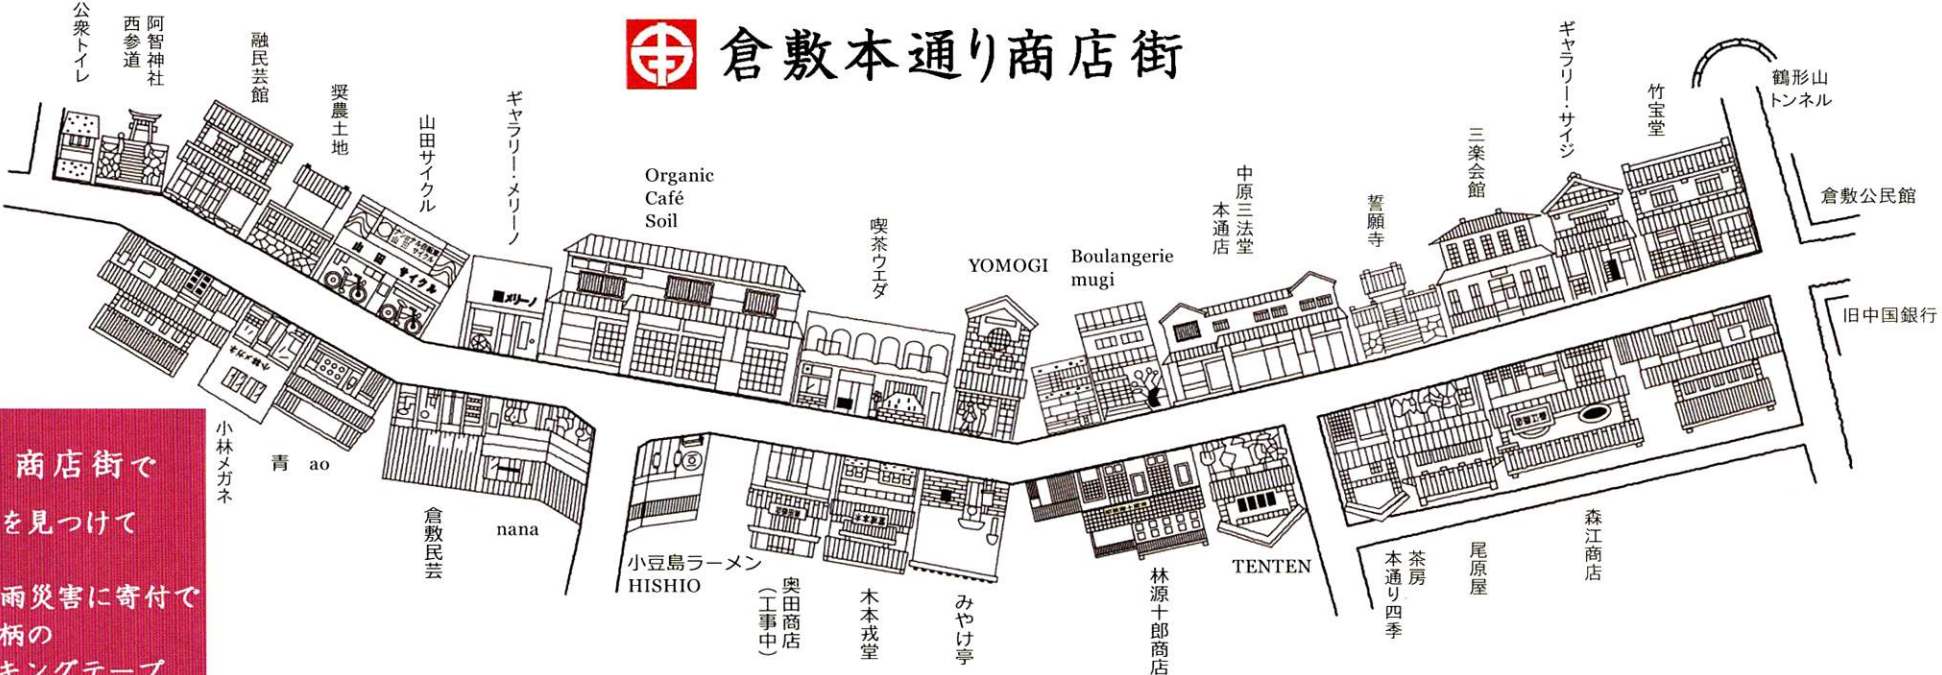 倉敷本通り商店街
公衆トイレ
阿智神社
西参道
融民芸館
奨農土地
山田サイクル
ギャラリー・メリーノ
Organic
Café
Soil
喫茶ウエダ
YOMOGI
Boulangerie
mugi
中原三法堂
本通店
誓願寺
三楽会館
ギャラリー・サイジ
竹宝堂
鶴形山
トンネル
倉敷公民館
旧中国銀行
山田サイクル
メリーノ
小林メガネ
小林メガネ
青 ao
倉敷民芸
nana
小豆島ラーメン
HISHIO
奥田商店
(工事中)
木本戎堂
みやけ亭
林源十郎商店
TENTEN
茶房
本通り四季
尾原屋
森江商店
商店街で
を見つけて
雨災害に寄付で
柄の
キングテープ